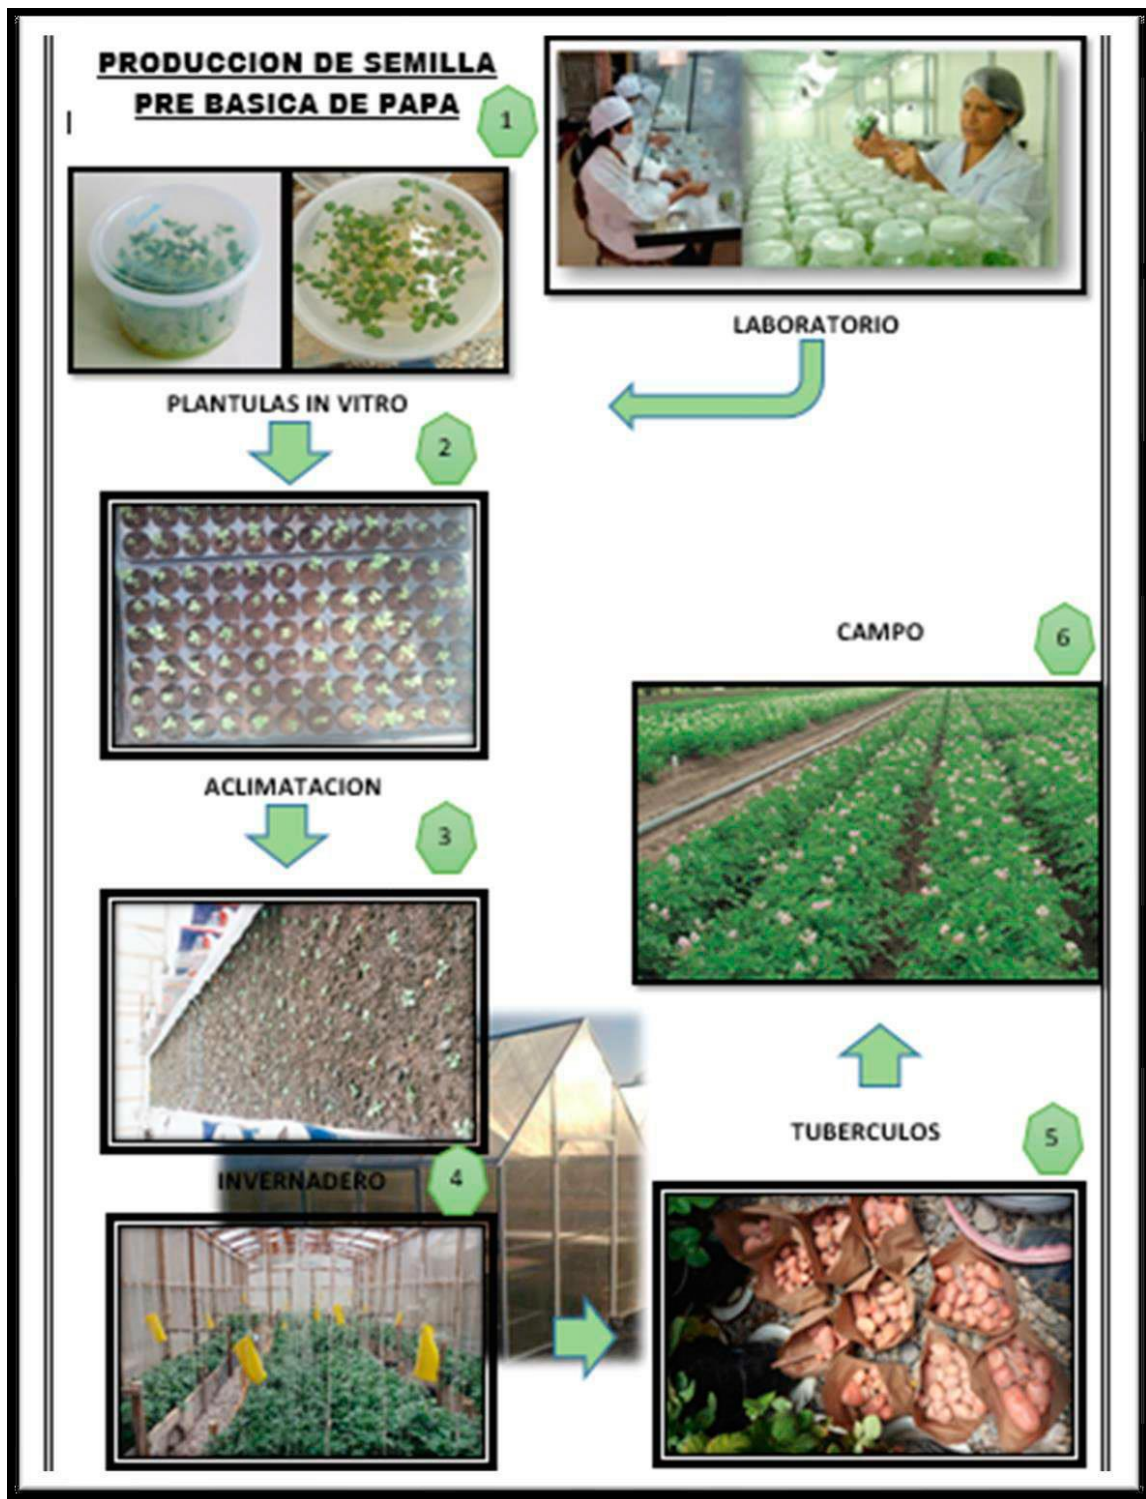 PRODUCCION DE SEMILLA
PRE BASICA DE PAPA
1
LABORATORIO
PLANTULAS IN VITRO
2
ACLIMATACION
3
INVERNADERO
4
TUBERCULOS
5
CAMPO
6